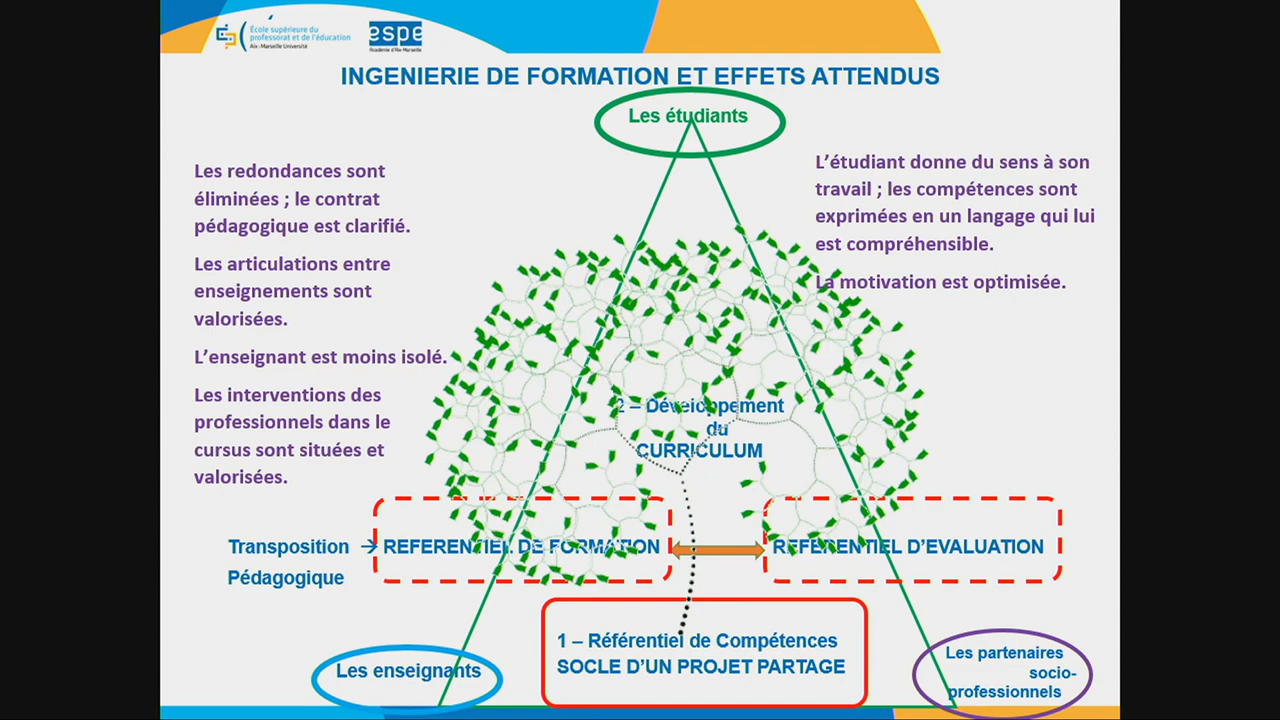 École supérieure du
professorat et de l'éducation
Aix-Marseille Université
espe
Académie d'Aix-Marseille
INGENIERIE DE FORMATION ET EFFETS ATTENDUS
Les étudiants
Les redondances sont
éliminées ; le contrat
pédagogique est clarifié.
Les articulations entre
enseignements sont
valorisées.
L'enseignant est moins isolé.
Les interventions des
professionnels dans le
cursus sont situées et
valorisées.
L'étudiant donne du sens à son
travail ; les compétences sont
exprimées en un langage qui lui
est compréhensible.
La motivation est optimisée.
2 – Développement
du
CURRICULUM
Transposition → REFERENTIEL DE FORMATION
Pédagogique
REFERENTIEL D'EVALUATION
1 – Référentiel de Compétences
SOCLE D'UN PROJET PARTAGE
Les enseignants
Les partenaires
socio-
professionnels